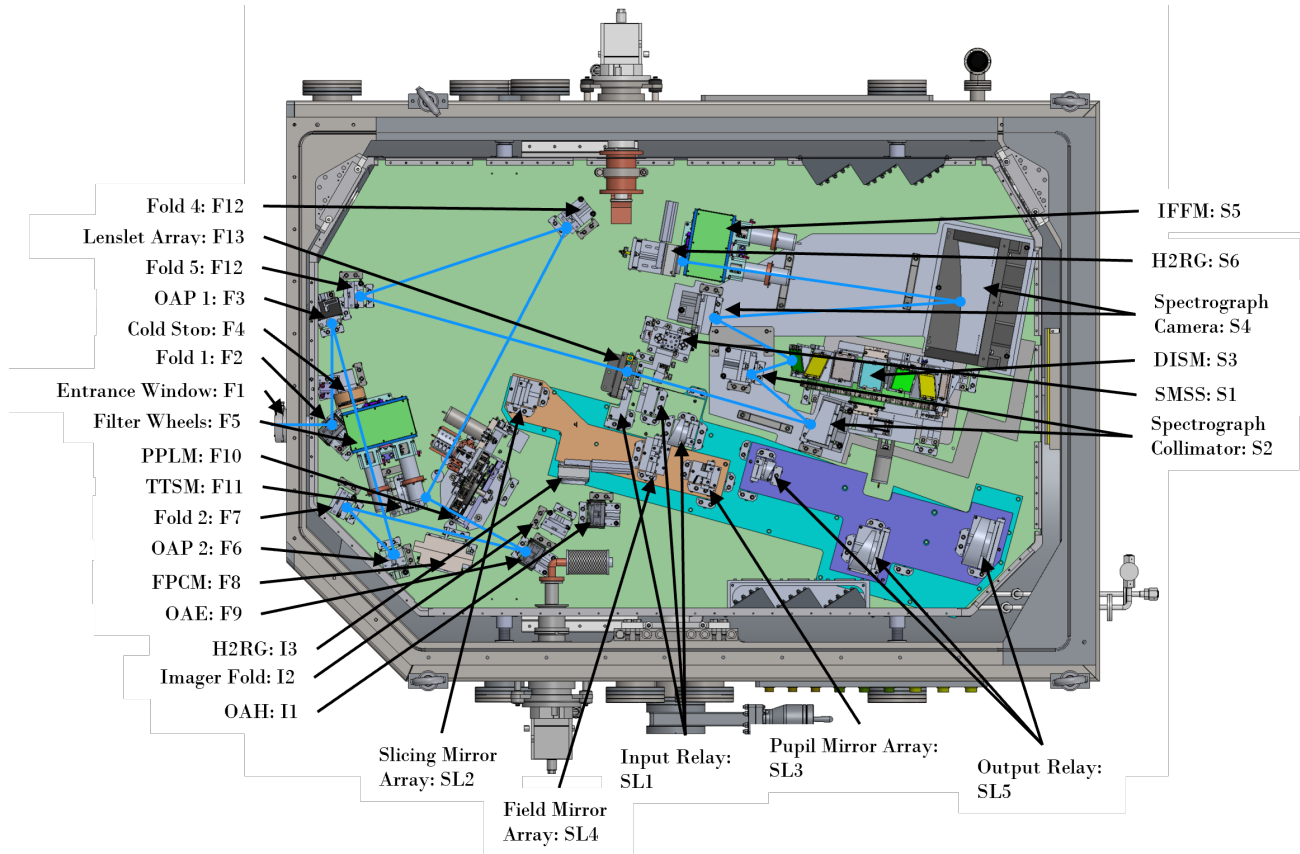 Fold 4: F12
Lenslet Array: F13
Fold 5: F12
OAP 1: F3
Cold Stop: F4
Fold 1: F2
Entrance Window: F1
Filter Wheels: F5
PPLM: F10
TTSM: F11
Fold 2: F7
OAP 2: F6
FPCM: F8
OAE: F9
H2RG: I3
Imager Fold: I2
OAH: I1
Slicing Mirror
Array: SL2
Field Mirror
Array: SL4
Input Relay:
SL1
Pupil Mirror Array:
SL3
Output Relay:
SL5
IFFM: S5
H2RG: S6
Spectrograph
Camera: S4
DISM: S3
SMSS: S1
Spectrograph
Collimator: S2